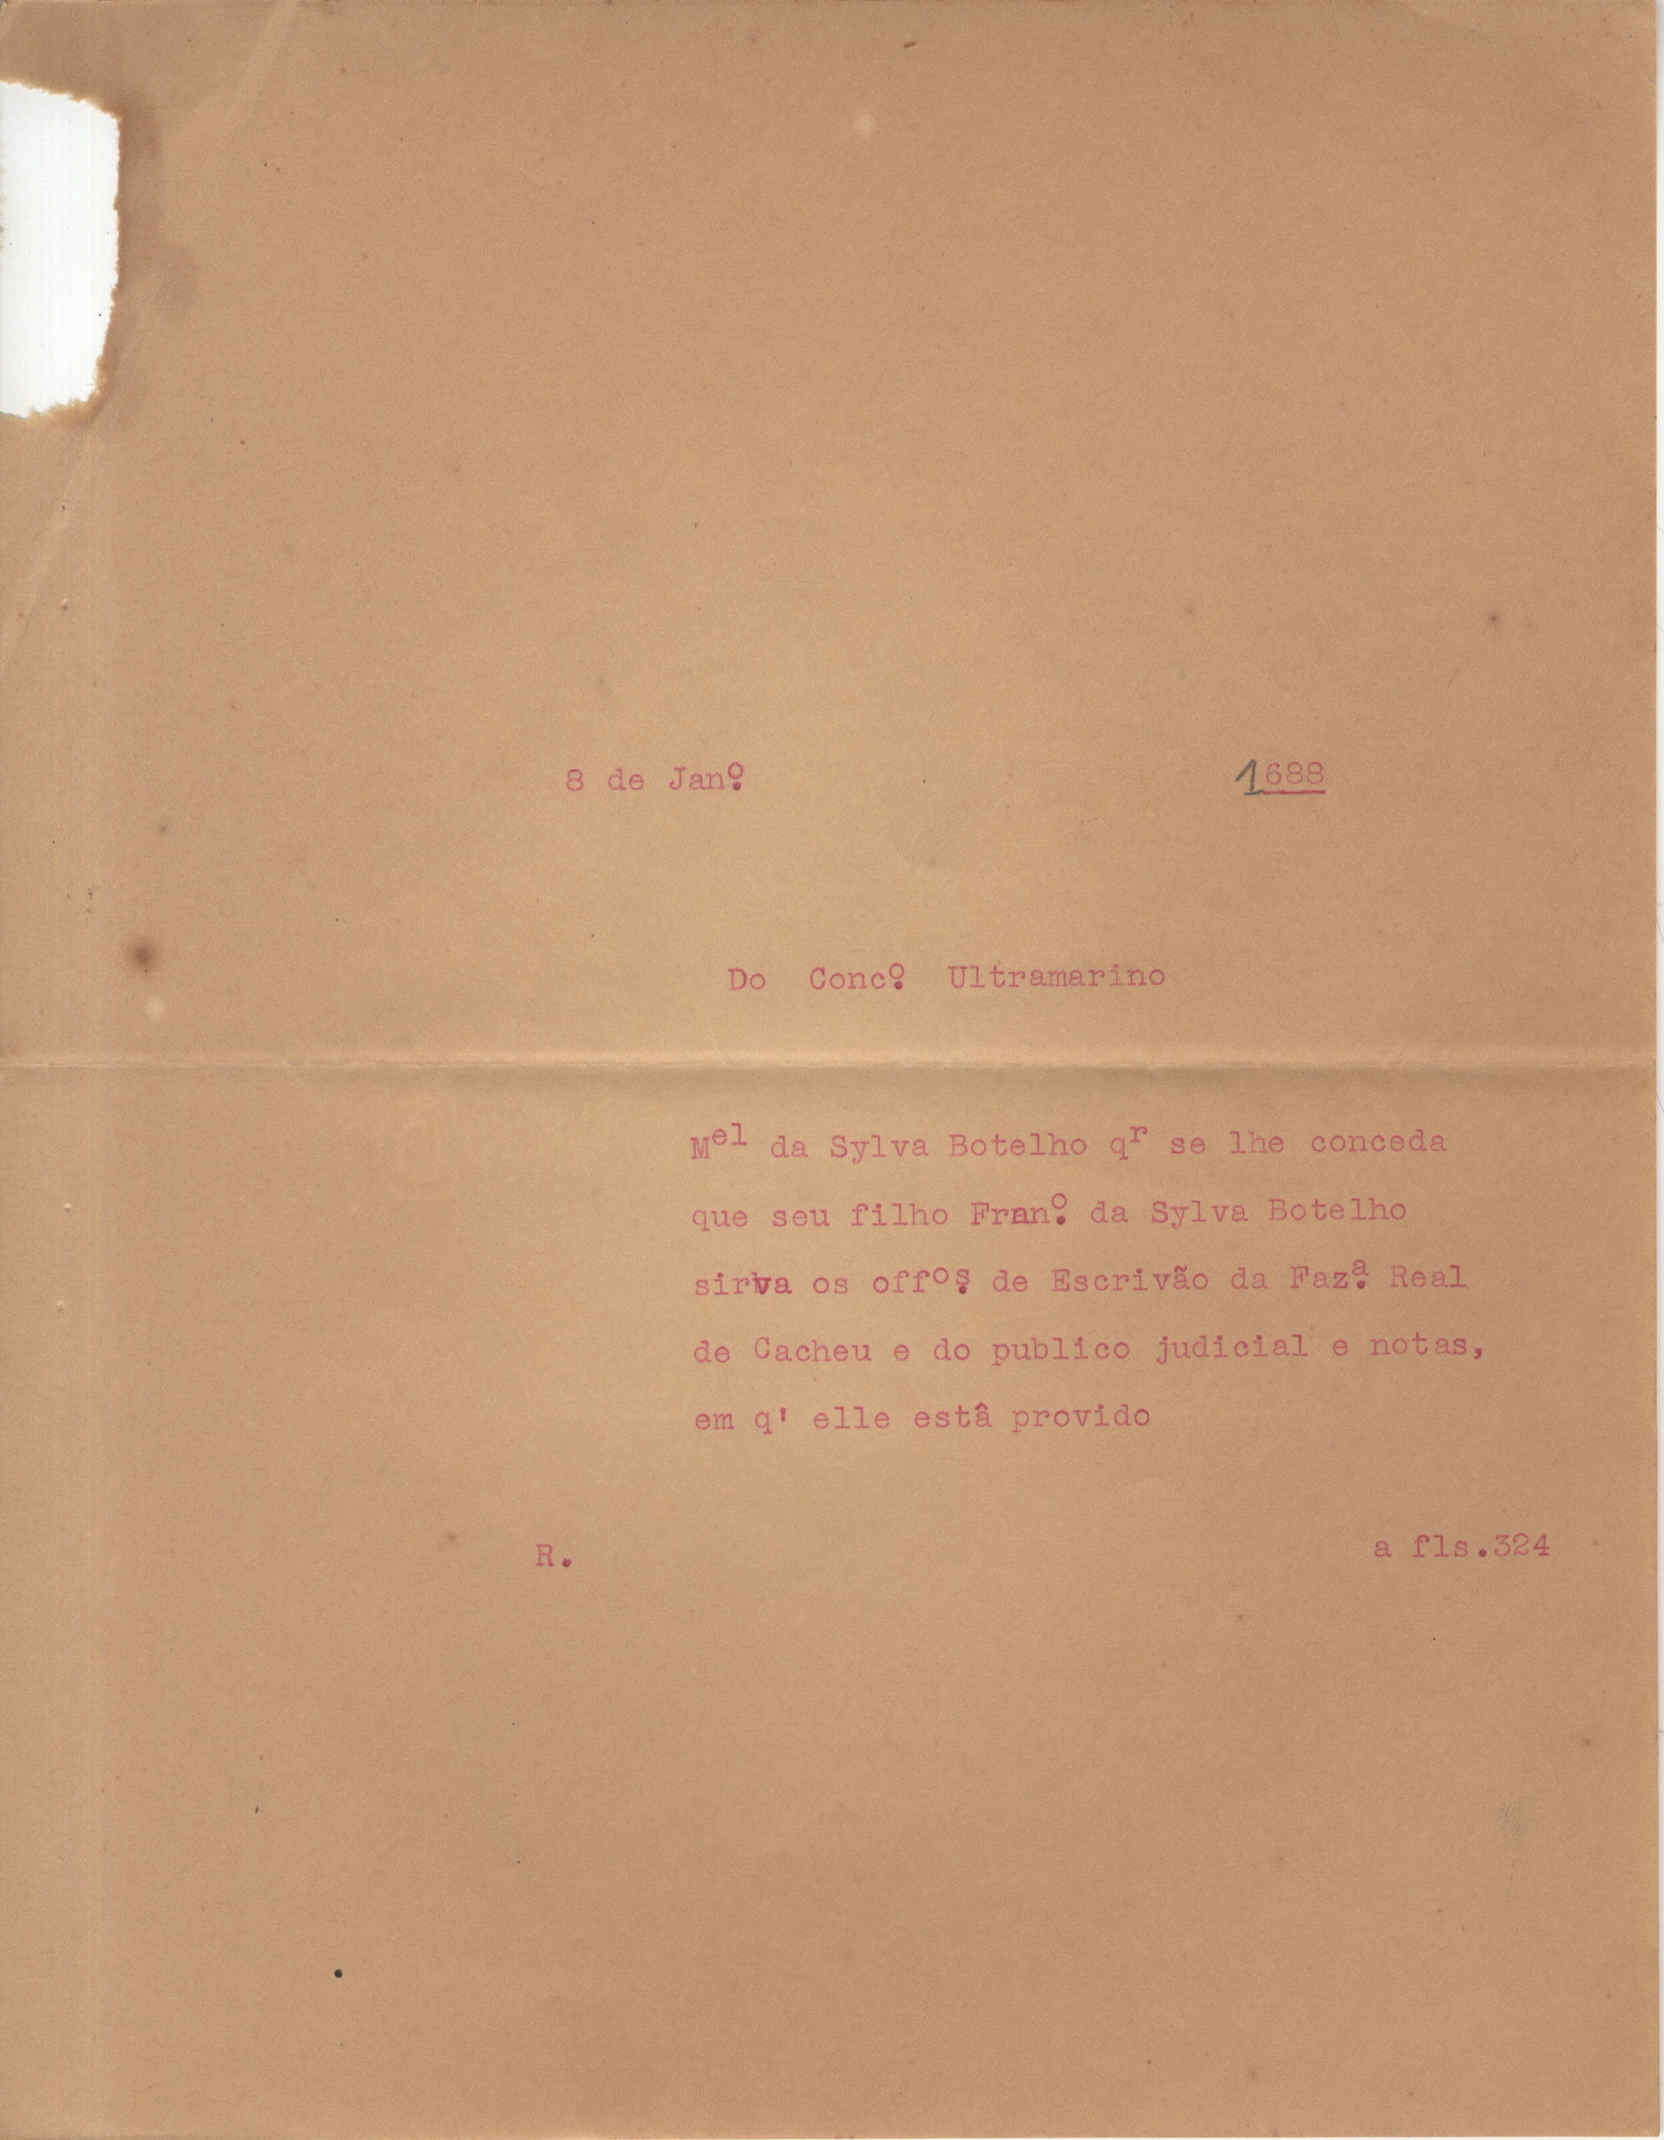 8 de Janº. 1688
Do Concº. Ultramarino
Mel da Sylva Botelho qr se lhe conceda
que seu filho Franº. da Sylva Botelho
sirva os offos. de Escrivão da Fazª. Real
de Cacheu e do publico judicial e notas,
em q' elle estâ provido
R. a fls.324